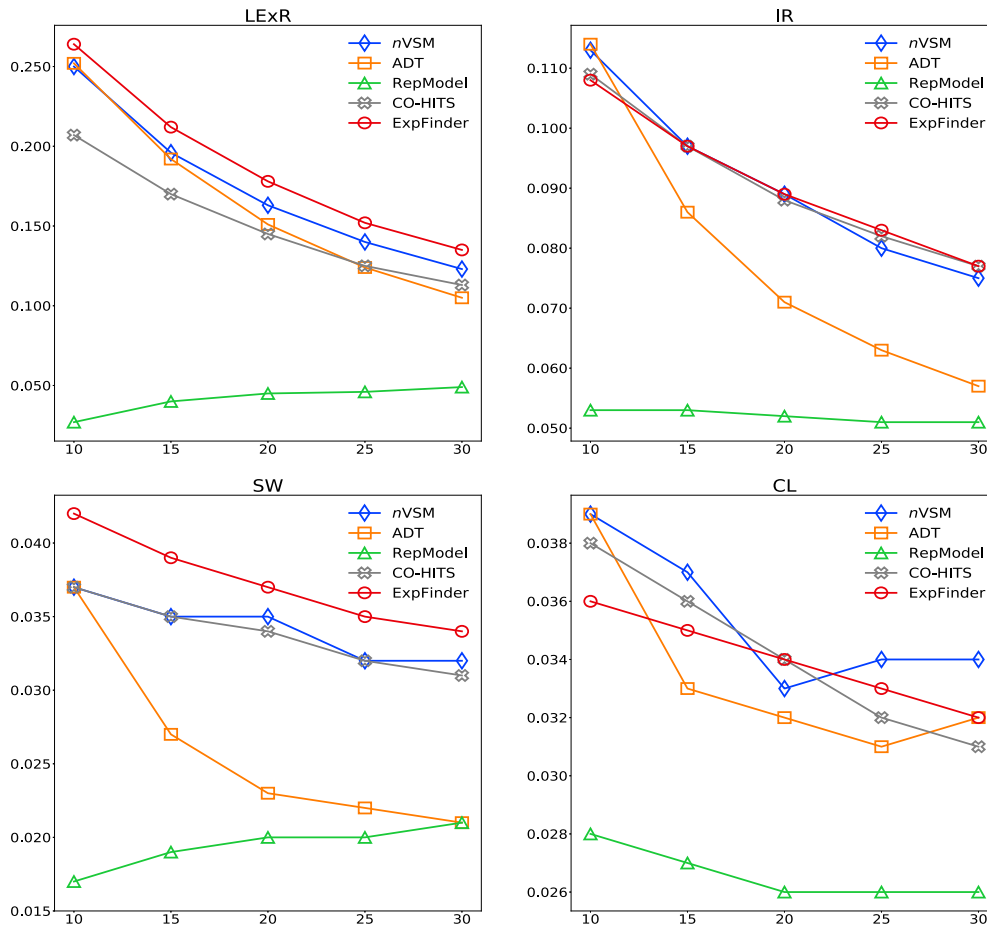 LExR
0.250
0.200
0.150
0.100
0.050
10 15 20 25 30
nVSM
ADT
RepModel
CO-HITS
ExpFinder
IR
0.110
0.100
0.090
0.080
0.070
0.060
0.050
10 15 20 25 30
nVSM
ADT
RepModel
CO-HITS
ExpFinder
SW
0.040
0.035
0.030
0.025
0.020
0.015
10 15 20 25 30
nVSM
ADT
RepModel
CO-HITS
ExpFinder
CL
0.038
0.036
0.034
0.032
0.030
0.028
0.026
10 15 20 25 30
nVSM
ADT
RepModel
CO-HITS
ExpFinder